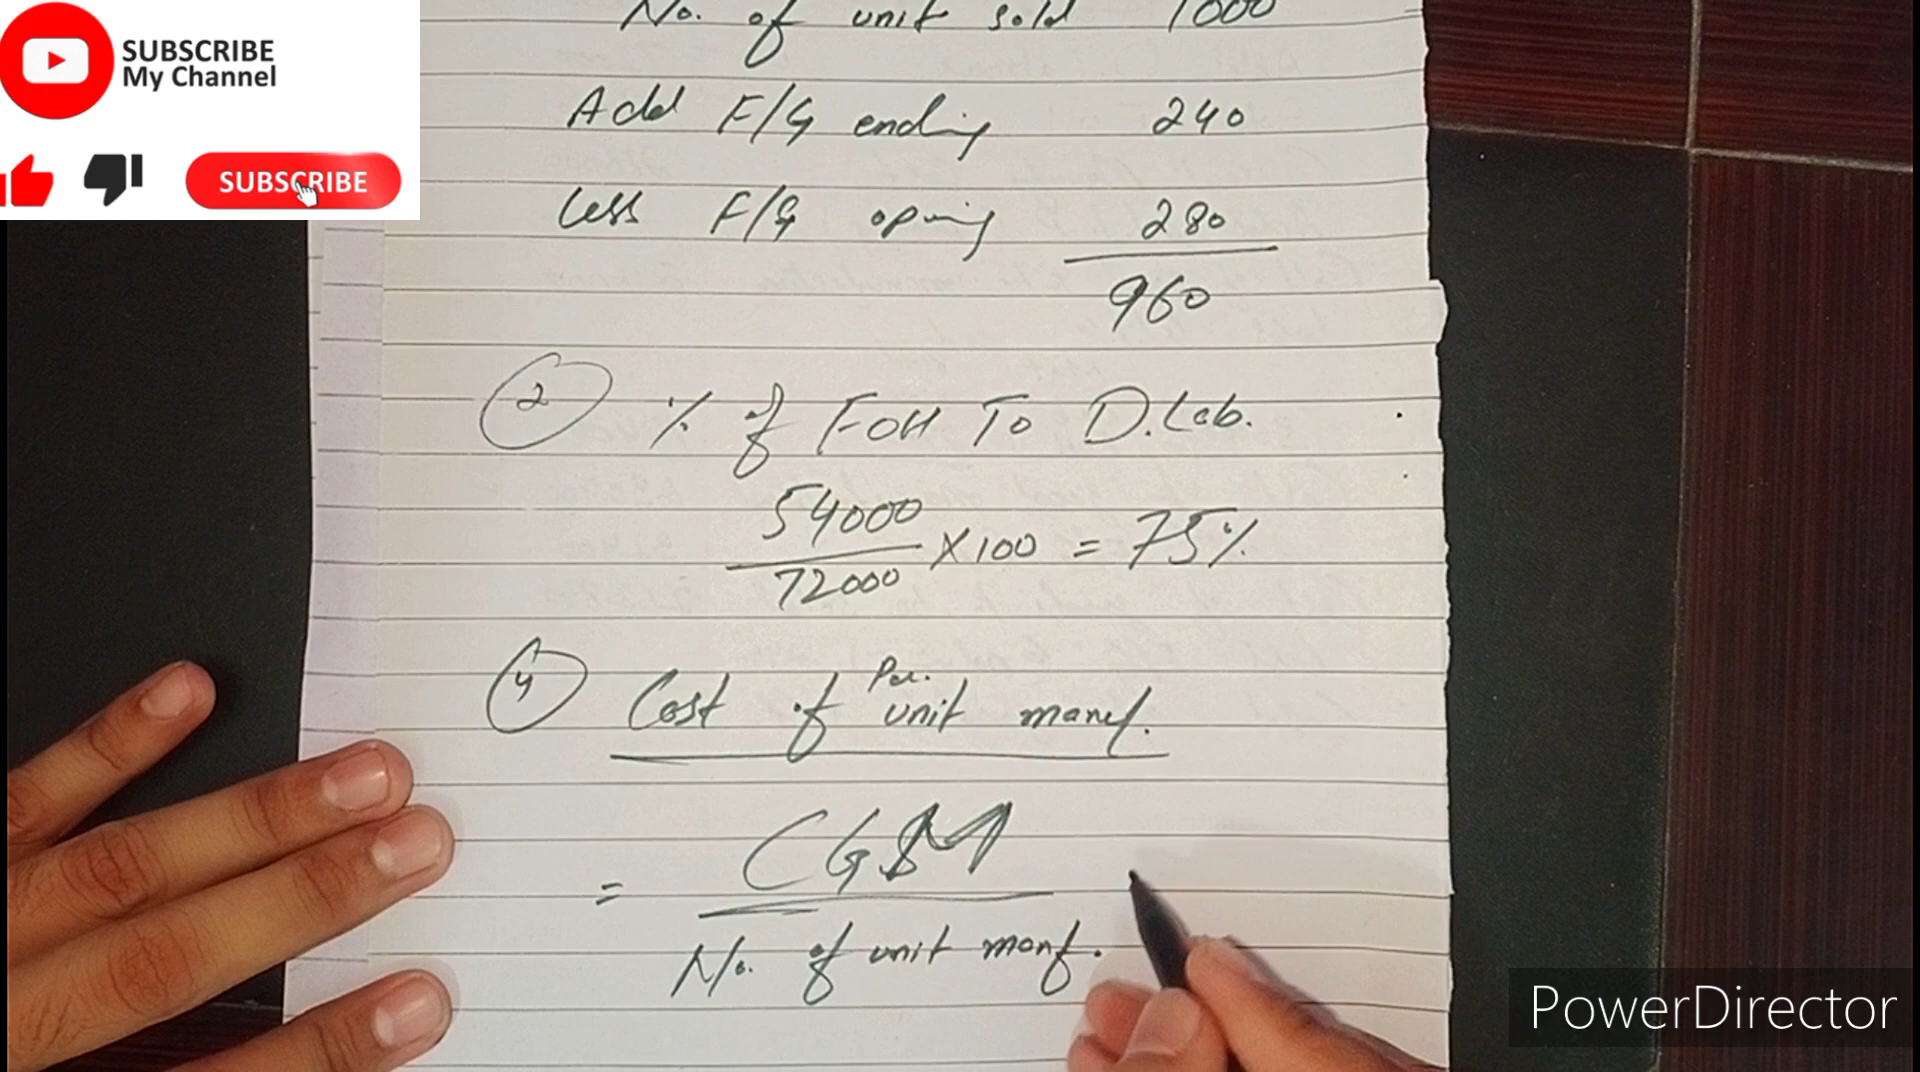 SUBSCRIBE
My Channel
SUBSCRIBE
No. of unit sold 1000
Add F/G ending 240
Less F/G opening 280
960
2 % of FOH To D.Lab.
54000
72000 X 100 = 75%
4 Cost of Per. unit manf.
= CGM
No. of unit manf.
PowerDirector